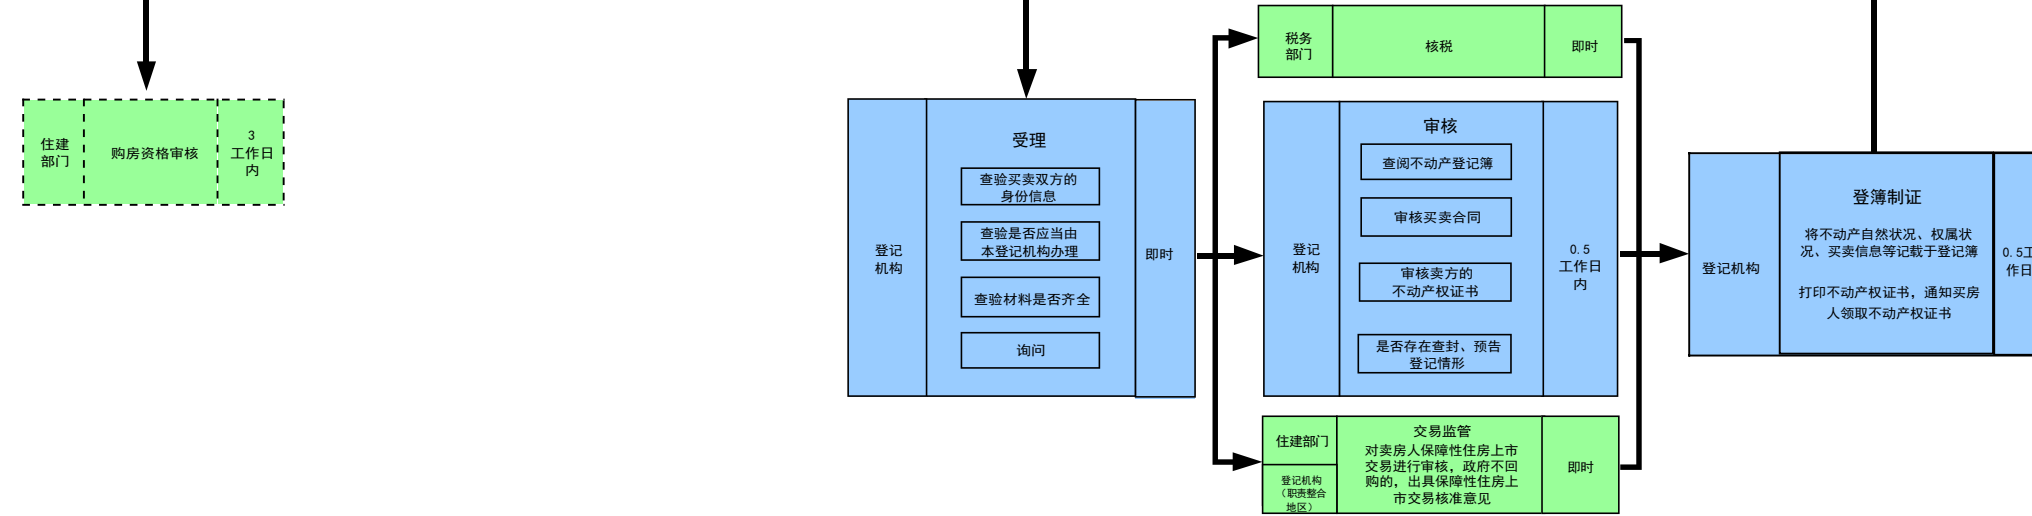 住建
部门
购房资格审核
3
工作日
内
登记
机构
受理
查验买卖双方的
身份信息
查验是否应当由
本登记机构办理
查验材料是否齐全
询问
即时
税务
部门
核税
即时
登记
机构
审核
查阅不动产登记簿
审核买卖合同
审核卖方的
不动产权证书
是否存在查封、预告
登记情形
0.5
工作日
内
住建部门
登记机构
（职责整合
地区）
交易监管
对卖房人保障性住房上市
交易进行审核，政府不回
购的，出具保障性住房上
市交易核准意见
即时
登记机构
登簿制证
将不动产自然状况、权属状
况、买卖信息等记载于登记簿
打印不动产权证书，通知买房
人领取不动产权证书
0.5工
作日